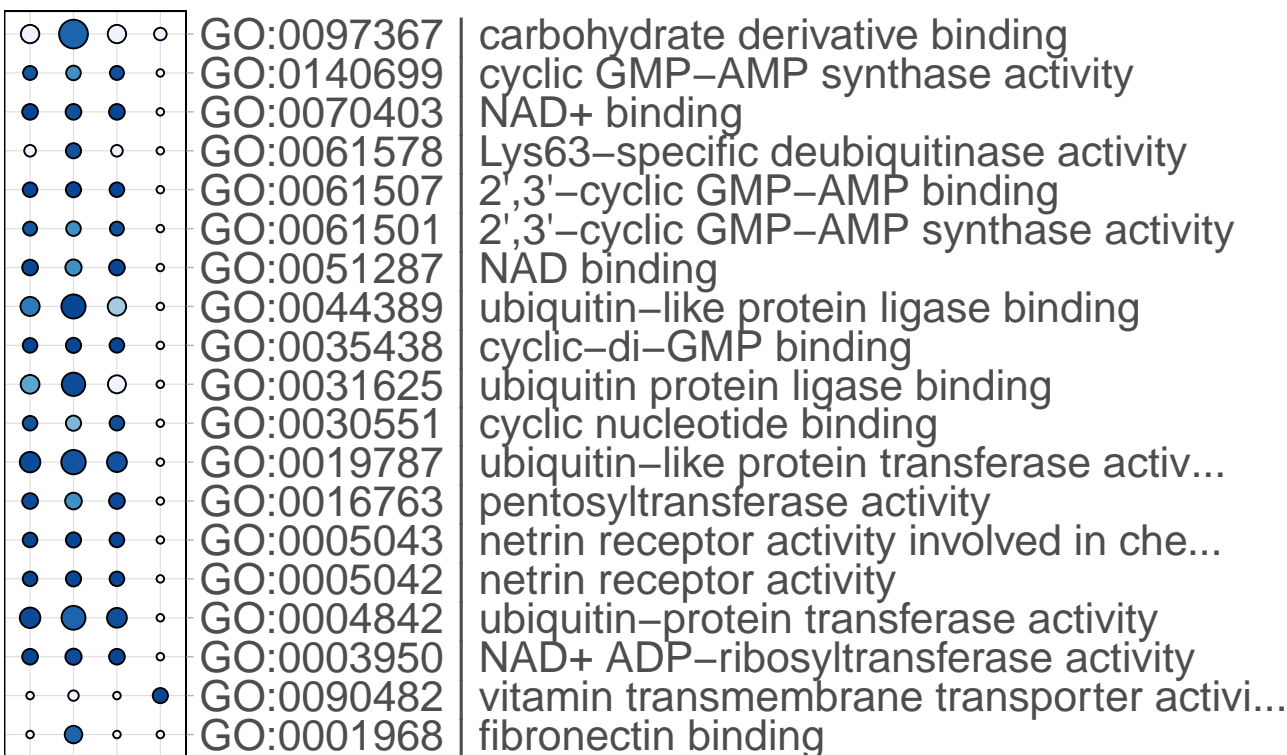 GO:0097367 | carbohydrate derivative binding
GO:0140699 | cyclic GMP−AMP synthase activity
GO:0070403 | NAD+ binding
GO:0061578 | Lys63−specific deubiquitinase activity
GO:0061507 | 2',3'−cyclic GMP−AMP binding
GO:0061501 | 2',3'−cyclic GMP−AMP synthase activity
GO:0051287 | NAD binding
GO:0044389 | ubiquitin−like protein ligase binding
GO:0035438 | cyclic−di−GMP binding
GO:0031625 | ubiquitin protein ligase binding
GO:0030551 | cyclic nucleotide binding
GO:0019787 | ubiquitin−like protein transferase activ...
GO:0016763 | pentosyltransferase activity
GO:0005043 | netrin receptor activity involved in che...
GO:0005042 | netrin receptor activity
GO:0004842 | ubiquitin−protein transferase activity
GO:0003950 | NAD+ ADP−ribosyltransferase activity
GO:0090482 | vitamin transmembrane transporter activi...
GO:0001968 | fibronectin binding